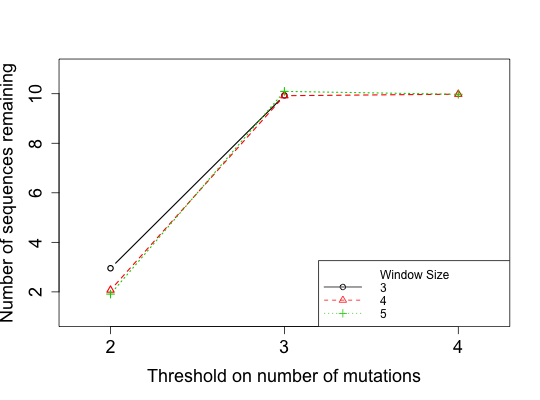 Number of sequences remaining
10
8
6
4
2
Window Size
3
4
5
2 3 4
Threshold on number of mutations